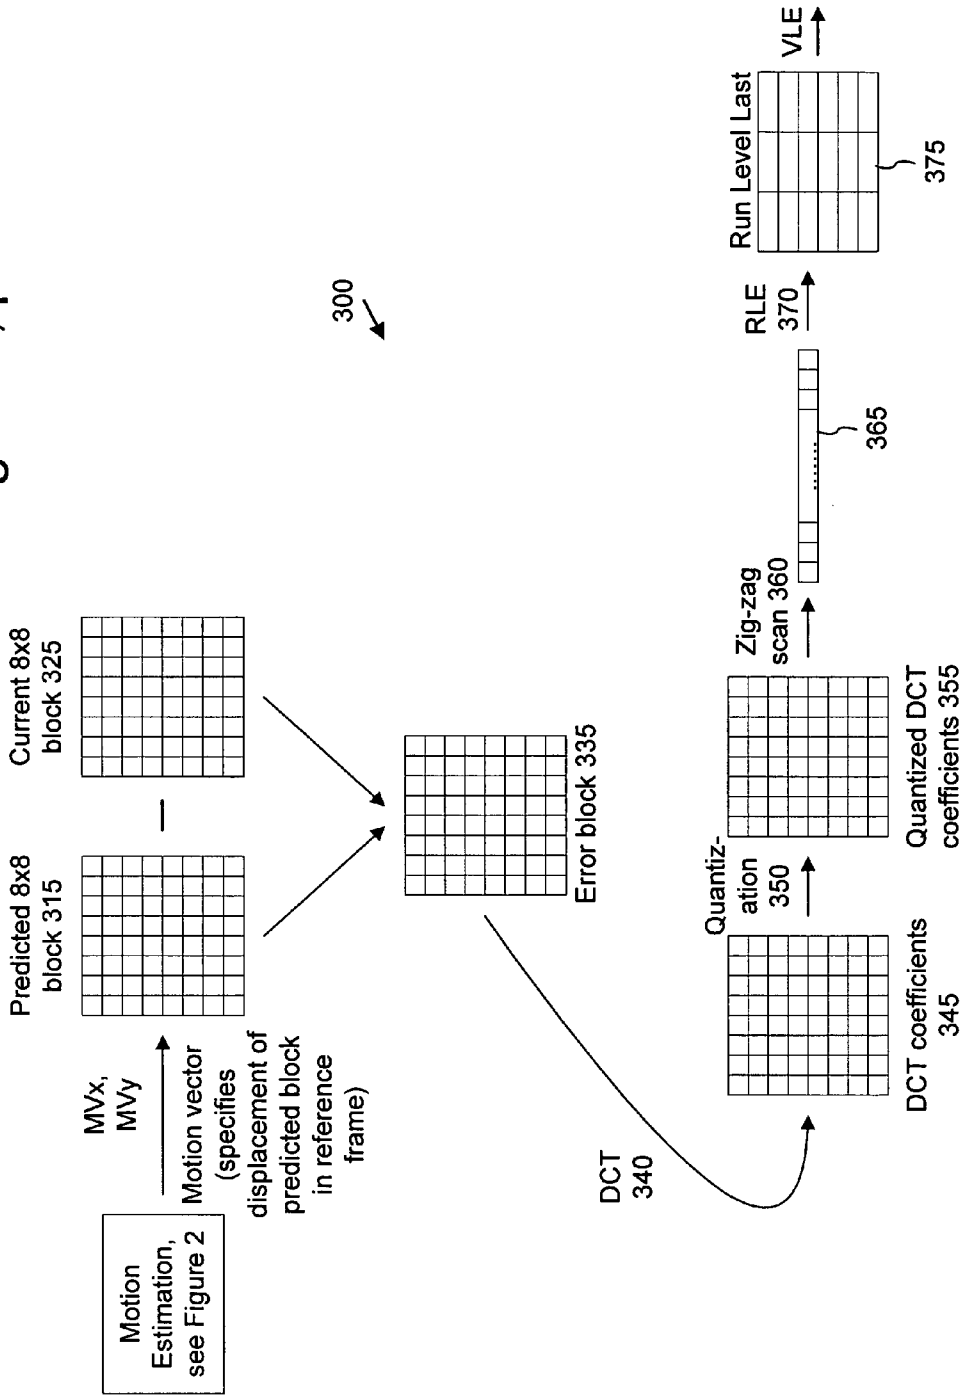 Motion
Estimation,
see Figure 2
MVx,
MVy
Motion vector
(specifies
displacement of
predicted block
in reference
frame)
Predicted 8x8
block 315
Current 8x8
block 325
300
Error block 335
DCT
340
DCT coefficients
345
Quantiz-
ation
350
Quantized DCT
coefficients 355
Zig-zag
scan 360
365
RLE
370
Run Level Last
375
VLE